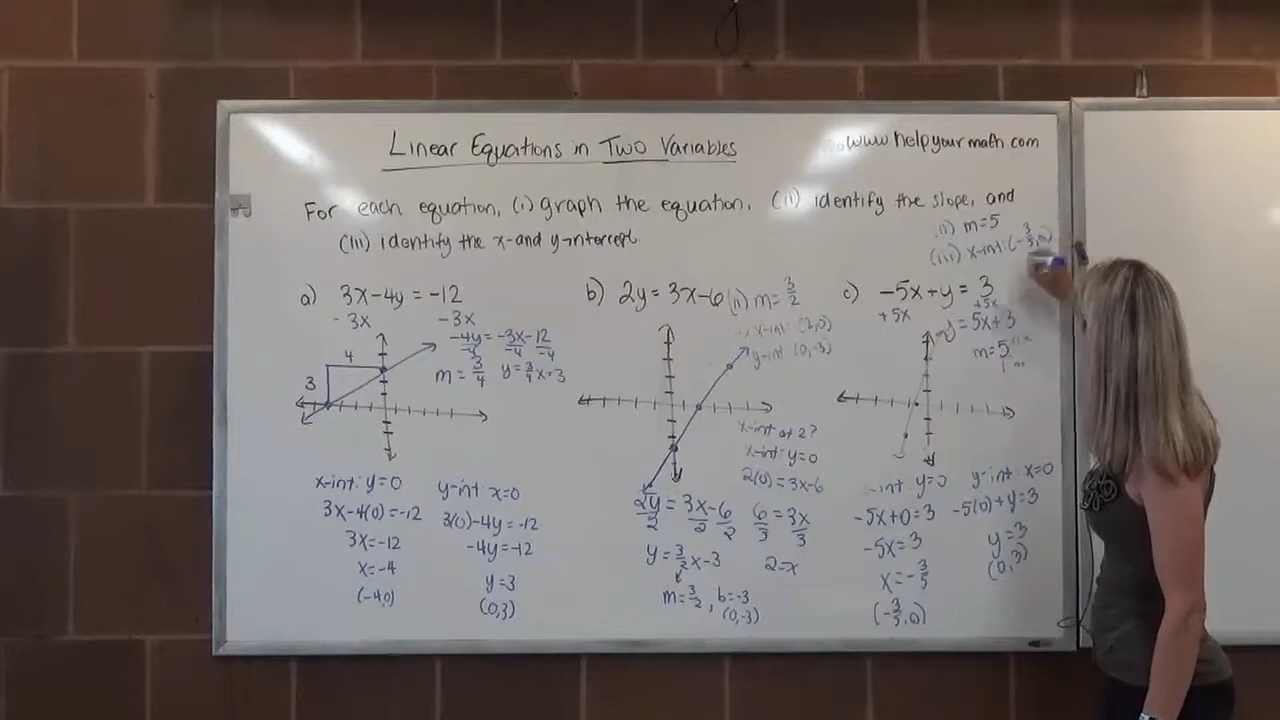 Linear Equations in Two Variables
www.helpyourmath.com
For each equation, (i) graph the equation, (ii) identify the slope, and
(iii) identify the x- and y-intercept.
a) 3x-4y = -12
-3x -3x
-4y = -3x - 12
-4 -4 -4
m = 3/4 y = 3/4x + 3
4
3
x-int: y=0
3x-4(0)=-12
3x=-12
x=-4
(-4,0)
y-int x=0
3(0)-4y=-12
-4y=-12
y=3
(0,3)
b) 2y = 3x-6
(ii) m = 3/2
x-int (2,0)
y-int (0,-3)
x-int at 2?
x-int: y=0
2(0) = 3x-6
6/3 = 3x/3
2=x
2y/2 = 3x/2 - 6/2
y = 3/2x - 3
m = 3/2, b=-3
(0,-3)
c) -5x+y = 3
+5x +5x
y = 5x+3
m=5
1
(ii) m=5
(iii) x-int: (-3/5,0)
-int y=0
-5x+0=3
-5x=3
x=-3/5
(-3/5,0)
y-int: x=0
-5(0)+y=3
y=3
(0,3)